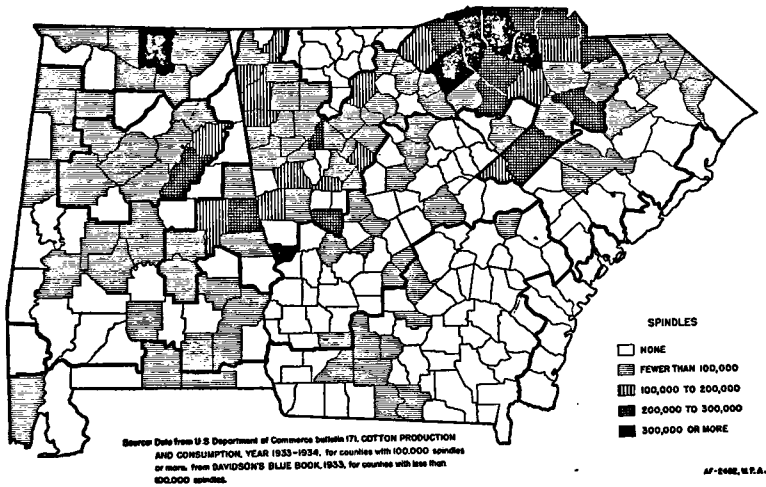 SPINDLES
NONE
FEWER THAN 100,000
100,000 TO 200,000
200,000 TO 300,000
300,000 OR MORE
Source: Data from U.S Department of Commerce bulletin 171, COTTON PRODUCTION
AND CONSUMPTION, YEAR 1933-1934, for counties with 100,000 spindles
or more, from DAVIDSON'S BLUE BOOK, 1933, for counties with less than
100,000 spindles.
AF-2402, W.P.A.